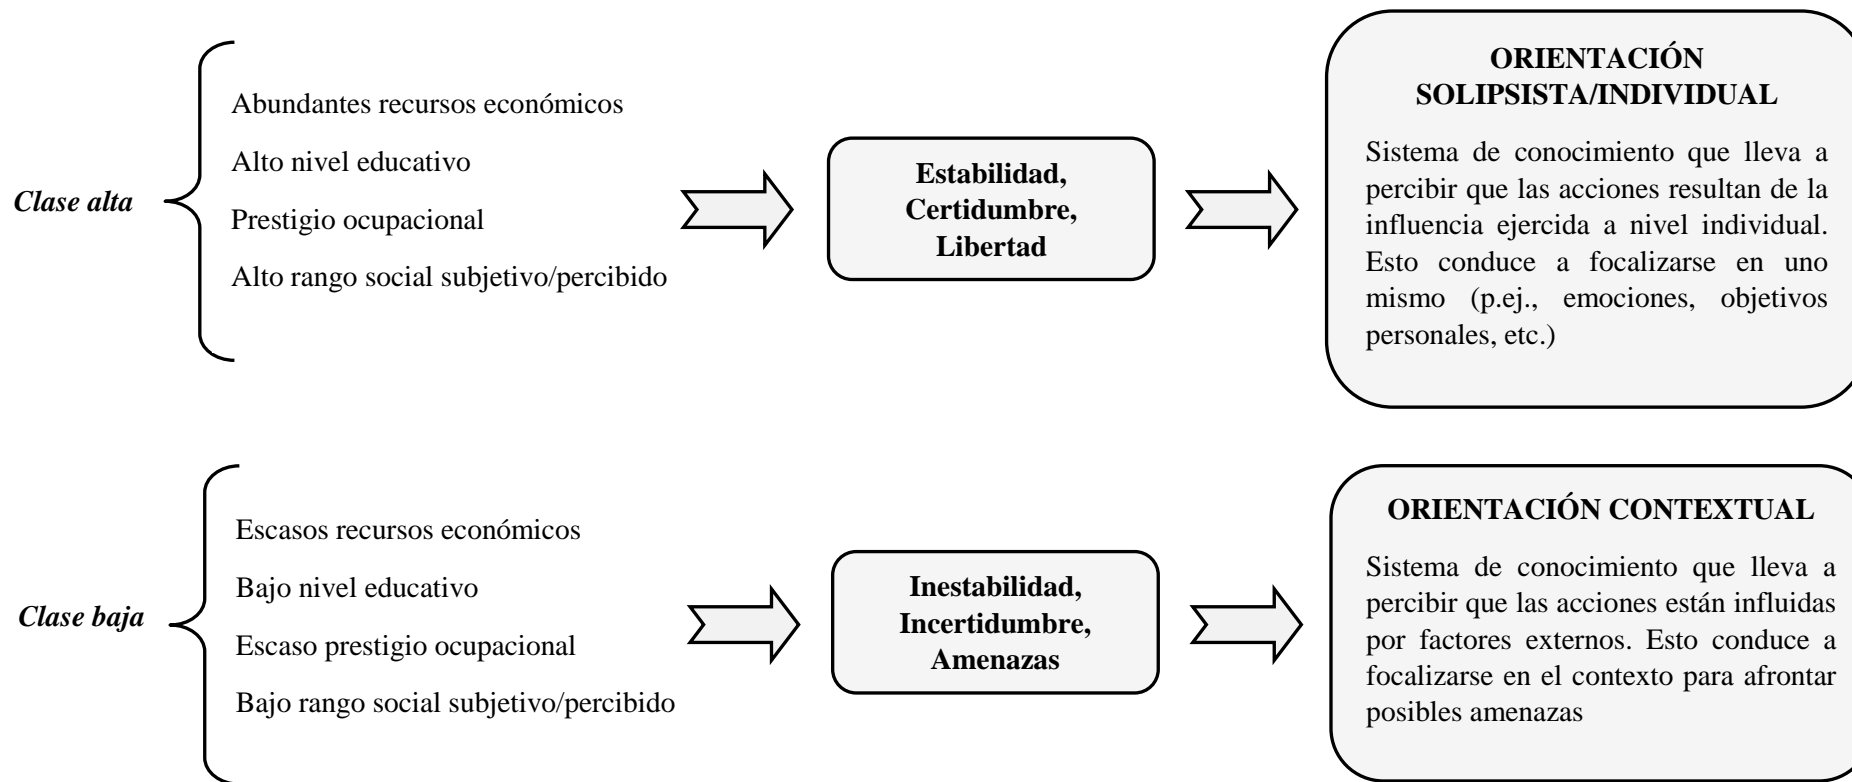 Clase alta
Abundantes recursos económicos
Alto nivel educativo
Prestigio ocupacional
Alto rango social subjetivo/percibido
Estabilidad,
Certidumbre,
Libertad
ORIENTACIÓN
SOLIPSISTA/INDIVIDUAL
Sistema de conocimiento que lleva a
percibir que las acciones resultan de la
influencia ejercida a nivel individual.
Esto conduce a focalizarse en uno
mismo (p.ej., emociones, objetivos
personales, etc.)
Clase baja
Escasos recursos económicos
Bajo nivel educativo
Escaso prestigio ocupacional
Bajo rango social subjetivo/percibido
Inestabilidad,
Incertidumbre,
Amenazas
ORIENTACIÓN CONTEXTUAL
Sistema de conocimiento que lleva a
percibir que las acciones están influidas
por factores externos. Esto conduce a
focalizarse en el contexto para afrontar
posibles amenazas